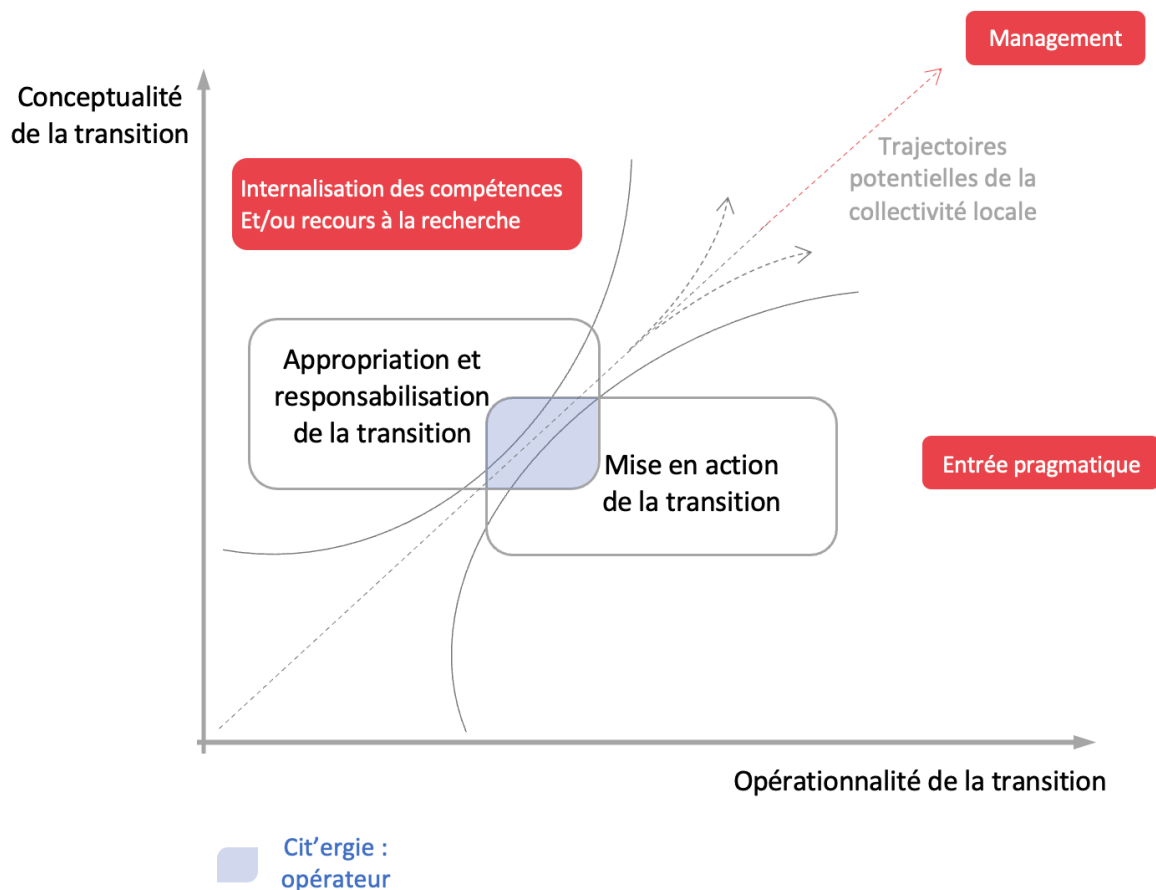 Management
Conceptualité
de la transition
Trajectoires
potentielles de la
collectivité locale
Internalisation des compétences
Et/ou recours à la recherche
Appropriation et
responsabilisation
de la transition
Mise en action
de la transition
Entrée pragmatique
Opérationnalité de la transition
Cit’ergie :
opérateur